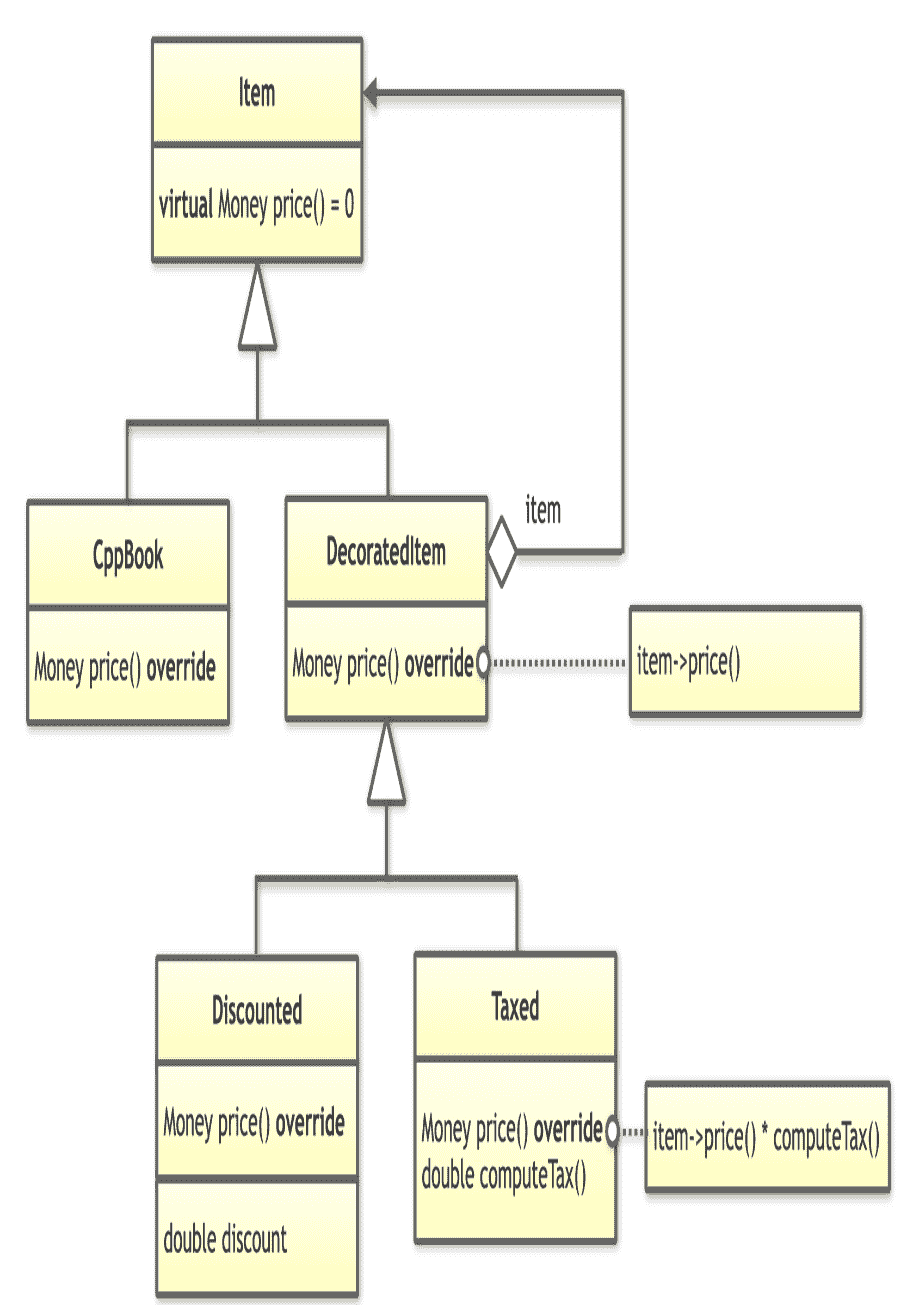 Item
virtual Money price() = 0
item
CppBook
Money price() override
DecoratedItem
Money price() override
item->price()
Discounted
Money price() override
double discount
Taxed
Money price() override
double computeTax()
item->price() * computeTax()